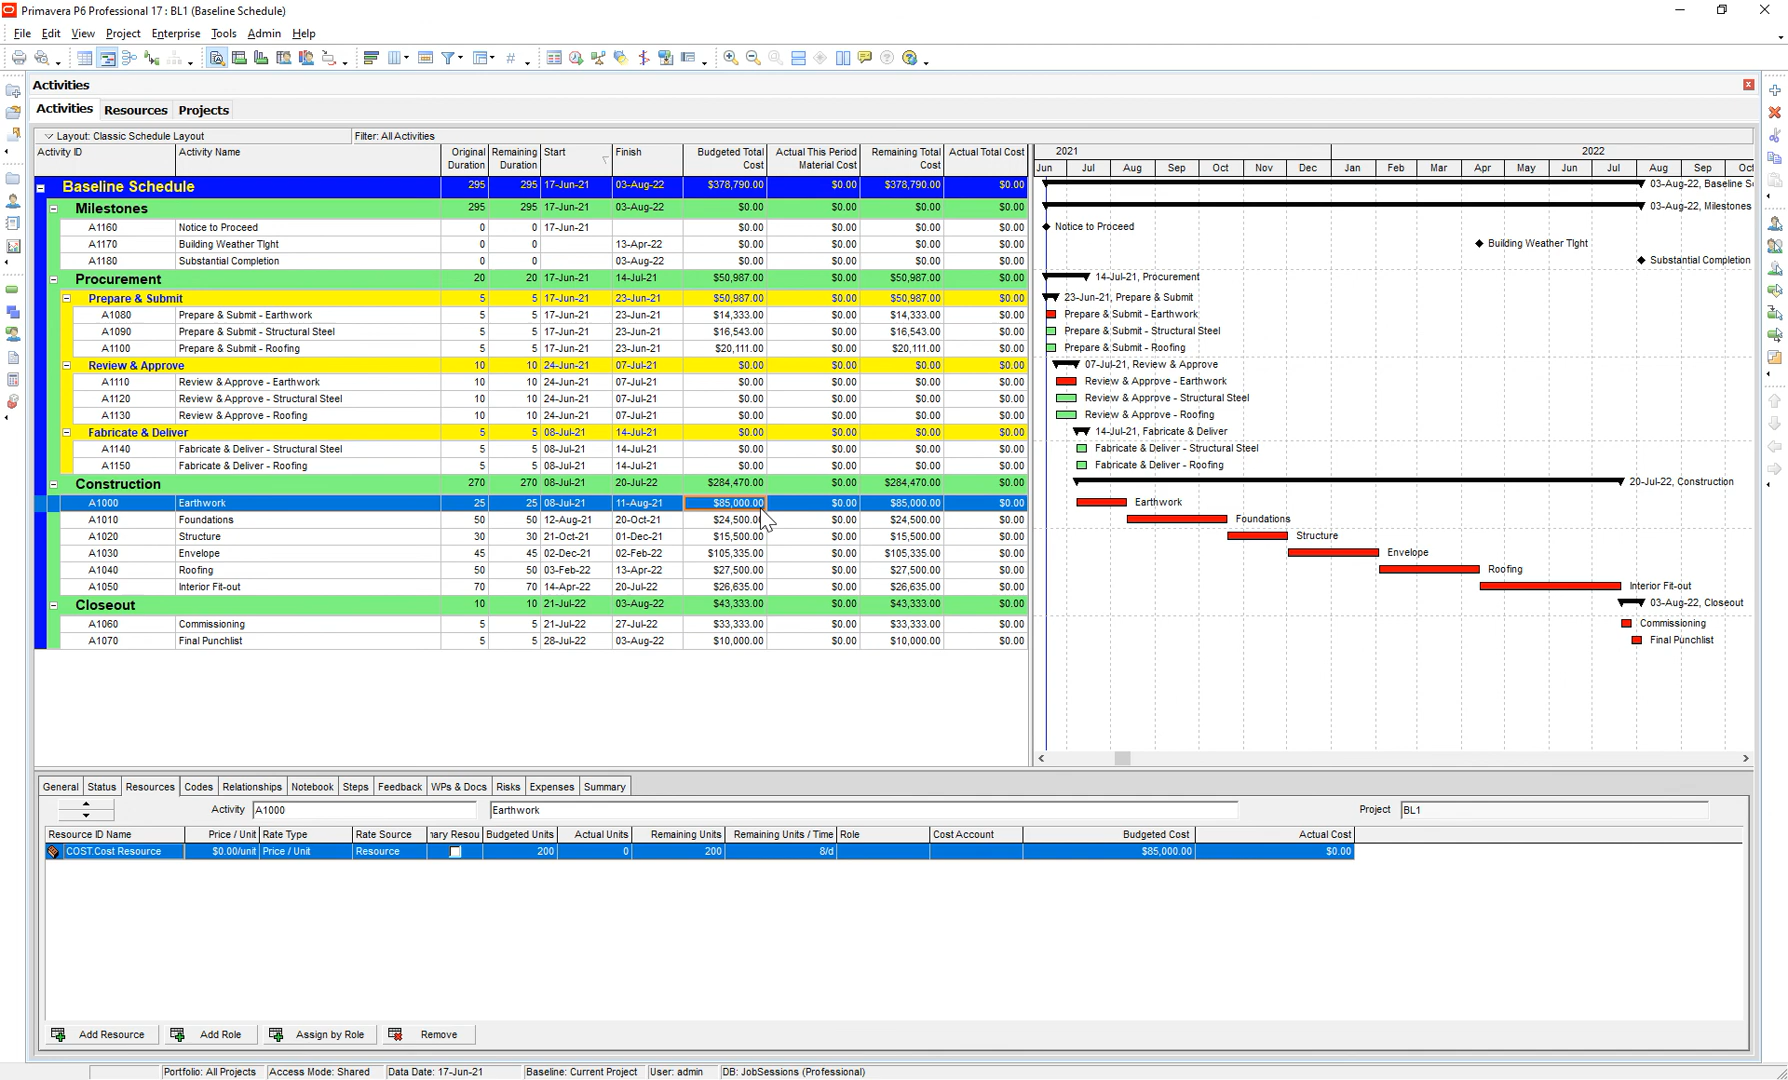 Primavera P6 Professional 17 : BL1 (Baseline Schedule)
File Edit View Project Enterprise Tools Admin Help
Activities
Activities Resources Projects
Layout: Classic Schedule Layout Filter: All Activities
Activity ID Activity Name Original Duration Remaining Duration Start Finish Budgeted Total Cost Actual This Period Material Cost Remaining Total Cost Actual Total Cost
2021 2022
Jun Jul Aug Sep Oct Nov Dec Jan Feb Mar Apr May Jun Jul Aug Sep Oct
Baseline Schedule 295 295 17-Jun-21 03-Aug-22 $378,790.00 $0.00 $378,790.00 $0.00 03-Aug-22, Baseline S
Milestones 295 295 17-Jun-21 03-Aug-22 $0.00 $0.00 $0.00 $0.00 03-Aug-22, Milestones
A1160 Notice to Proceed 0 0 17-Jun-21 $0.00 $0.00 $0.00 $0.00 Notice to Proceed
A1170 Building Weather TIght 0 0 13-Apr-22 $0.00 $0.00 $0.00 $0.00 Building Weather TIght
A1180 Substantial Completion 0 0 03-Aug-22 $0.00 $0.00 $0.00 $0.00 Substantial Completion
Procurement 20 20 17-Jun-21 14-Jul-21 $50,987.00 $0.00 $50,987.00 $0.00 14-Jul-21, Procurement
Prepare & Submit 5 5 17-Jun-21 23-Jun-21 $50,987.00 $0.00 $50,987.00 $0.00 23-Jun-21, Prepare & Submit
A1080 Prepare & Submit - Earthwork 5 5 17-Jun-21 23-Jun-21 $14,333.00 $0.00 $14,333.00 $0.00 Prepare & Submit - Earthwork
A1090 Prepare & Submit - Structural Steel 5 5 17-Jun-21 23-Jun-21 $16,543.00 $0.00 $16,543.00 $0.00 Prepare & Submit - Structural Steel
A1100 Prepare & Submit - Roofing 5 5 17-Jun-21 23-Jun-21 $20,111.00 $0.00 $20,111.00 $0.00 Prepare & Submit - Roofing
Review & Approve 10 10 24-Jun-21 07-Jul-21 $0.00 $0.00 $0.00 $0.00 07-Jul-21, Review & Approve
A1110 Review & Approve - Earthwork 10 10 24-Jun-21 07-Jul-21 $0.00 $0.00 $0.00 $0.00 Review & Approve - Earthwork
A1120 Review & Approve - Structural Steel 10 10 24-Jun-21 07-Jul-21 $0.00 $0.00 $0.00 $0.00 Review & Approve - Structural Steel
A1130 Review & Approve - Roofing 10 10 24-Jun-21 07-Jul-21 $0.00 $0.00 $0.00 $0.00 Review & Approve - Roofing
Fabricate & Deliver 5 5 08-Jul-21 14-Jul-21 $0.00 $0.00 $0.00 $0.00 14-Jul-21, Fabricate & Deliver
A1140 Fabricate & Deliver - Structural Steel 5 5 08-Jul-21 14-Jul-21 $0.00 $0.00 $0.00 $0.00 Fabricate & Deliver - Structural Steel
A1150 Fabricate & Deliver - Roofing 5 5 08-Jul-21 14-Jul-21 $0.00 $0.00 $0.00 $0.00 Fabricate & Deliver - Roofing
Construction 270 270 08-Jul-21 20-Jul-22 $284,470.00 $0.00 $284,470.00 $0.00 20-Jul-22, Construction
A1000 Earthwork 25 25 08-Jul-21 11-Aug-21 $85,000.00 $0.00 $85,000.00 $0.00 Earthwork
A1010 Foundations 50 50 12-Aug-21 20-Oct-21 $24,500.00 $0.00 $24,500.00 $0.00 Foundations
A1020 Structure 30 30 21-Oct-21 01-Dec-21 $15,500.00 $0.00 $15,500.00 $0.00 Structure
A1030 Envelope 45 45 02-Dec-21 02-Feb-22 $105,335.00 $0.00 $105,335.00 $0.00 Envelope
A1040 Roofing 50 50 03-Feb-22 13-Apr-22 $27,500.00 $0.00 $27,500.00 $0.00 Roofing
A1050 Interior Fit-out 70 70 14-Apr-22 20-Jul-22 $26,635.00 $0.00 $26,635.00 $0.00 Interior Fit-out
Closeout 10 10 21-Jul-22 03-Aug-22 $43,333.00 $0.00 $43,333.00 $0.00 03-Aug-22, Closeout
A1060 Commissioning 5 5 21-Jul-22 27-Jul-22 $33,333.00 $0.00 $33,333.00 $0.00 Commissioning
A1070 Final Punchlist 5 5 28-Jul-22 03-Aug-22 $10,000.00 $0.00 $10,000.00 $0.00 Final Punchlist
General Status Resources Codes Relationships Notebook Steps Feedback WPs & Docs Risks Expenses Summary
Activity A1000 Earthwork Project BL1
Resource ID Name Price / Unit Rate Type Rate Source ary Resou Budgeted Units Actual Units Remaining Units Remaining Units / Time Role Cost Account Budgeted Cost Actual Cost
COST.Cost Resource $0.00/unit Price / Unit Resource 200 0 200 8/d $85,000.00 $0.00
Add Resource Add Role Assign by Role Remove
Portfolio: All Projects Access Mode: Shared Data Date: 17-Jun-21 Baseline: Current Project User: admin DB: JobSessions (Professional)